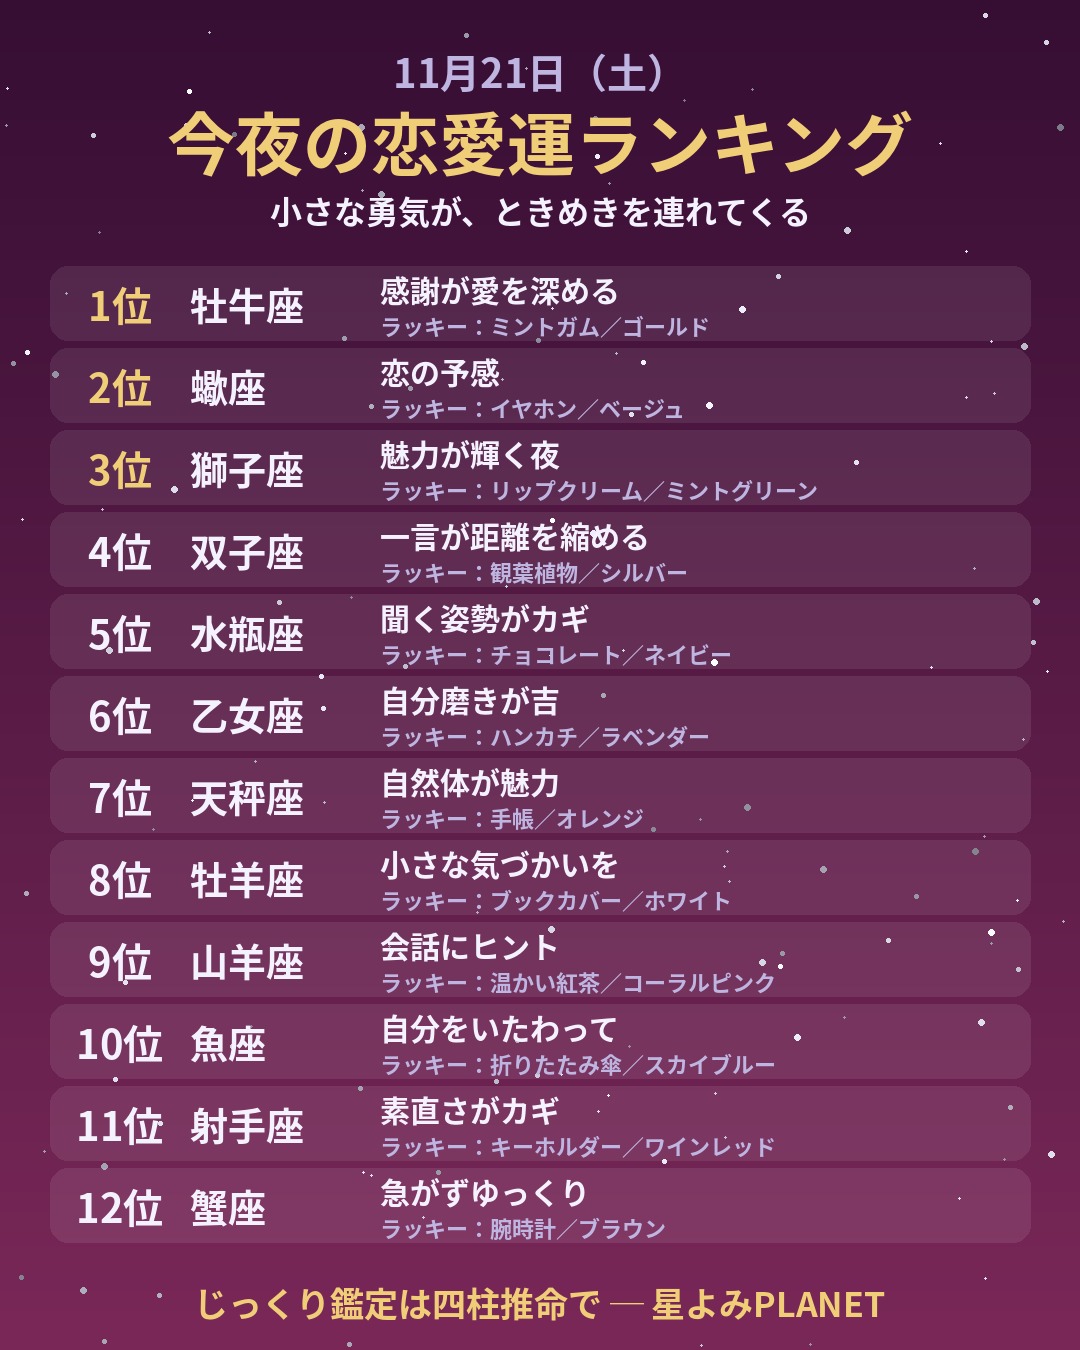 11月21日（土）
今夜の恋愛運ランキング
小さな勇気が、ときめきを連れてくる
1位 牡牛座 感謝が愛を深める
ラッキー：ミントガム／ゴールド
2位 蠍座 恋の予感
ラッキー：イヤホン／ベージュ
3位 獅子座 魅力が輝く夜
ラッキー：リップクリーム／ミントグリーン
4位 双子座 一言が距離を縮める
ラッキー：観葉植物／シルバー
5位 水瓶座 聞く姿勢がカギ
ラッキー：チョコレート／ネイビー
6位 乙女座 自分磨きが吉
ラッキー：ハンカチ／ラベンダー
7位 天秤座 自然体が魅力
ラッキー：手帳／オレンジ
8位 牡羊座 小さな気づかいを
ラッキー：ブックカバー／ホワイト
9位 山羊座 会話にヒント
ラッキー：温かい紅茶／コーラルピンク
10位 魚座 自分をいたわって
ラッキー：折りたたみ傘／スカイブルー
11位 射手座 素直さがカギ
ラッキー：キーホルダー／ワインレッド
12位 蟹座 急がずゆっくり
ラッキー：腕時計／ブラウン
じっくり鑑定は四柱推命で ― 星よみPLANET